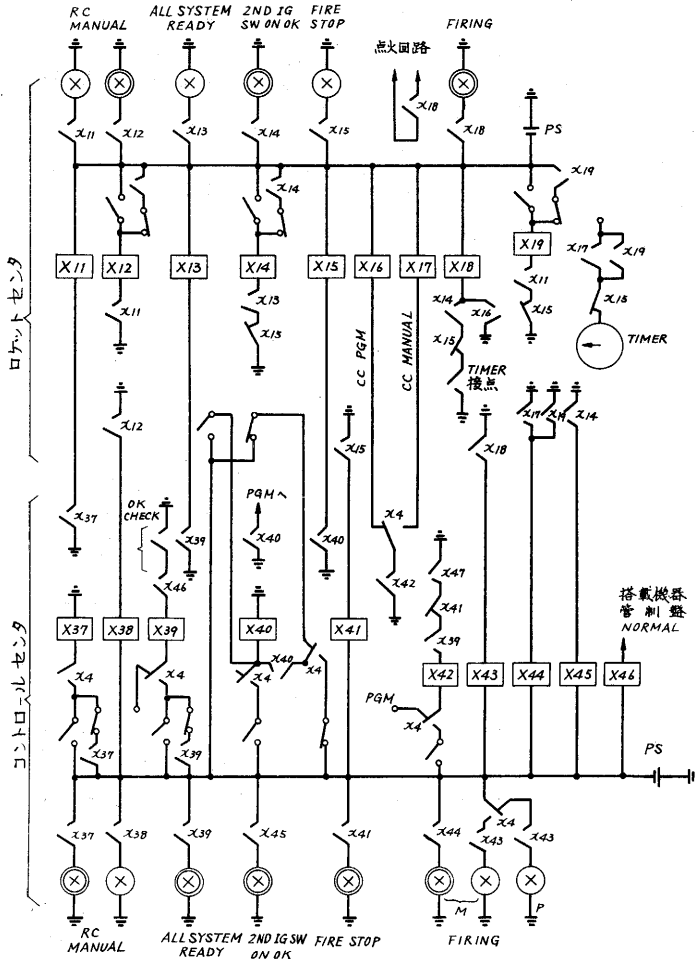 RC
MANUAL
ALL SYSTEM
READY
2ND IG
SW ON OK
FIRE
STOP
FIRING
点火回路
x18
x11
x12
x13
x14
x15
x18
PS
x19
x14
X11
X12
X13
X14
X15
X16
X17
X18
X19
x17
x19
x11
x13
x13
x14
x16
x15
x11
x15
x18
TIMER
TIMER
接点
CC PGM
CC MANUAL
ロケットセンタ
x12
x15
x18
x17
x14
x37
OK
CHECK
x39
PGMへ
x40
x40
x4
x46
x42
x47
x41
x39
搭載機器
管制盤
NORMAL
X37
X38
X39
X40
X41
X42
X43
X44
X45
X46
x4
x4
x4
x40
x4
PGM
x4
x37
x39
PS
コントロールセンタ
x37
x38
x39
x45
x41
x44
x43
x4
x43
M
P
RC
MANUAL
ALL SYSTEM
READY
2ND IG SW
ON OK
FIRE STOP
FIRING